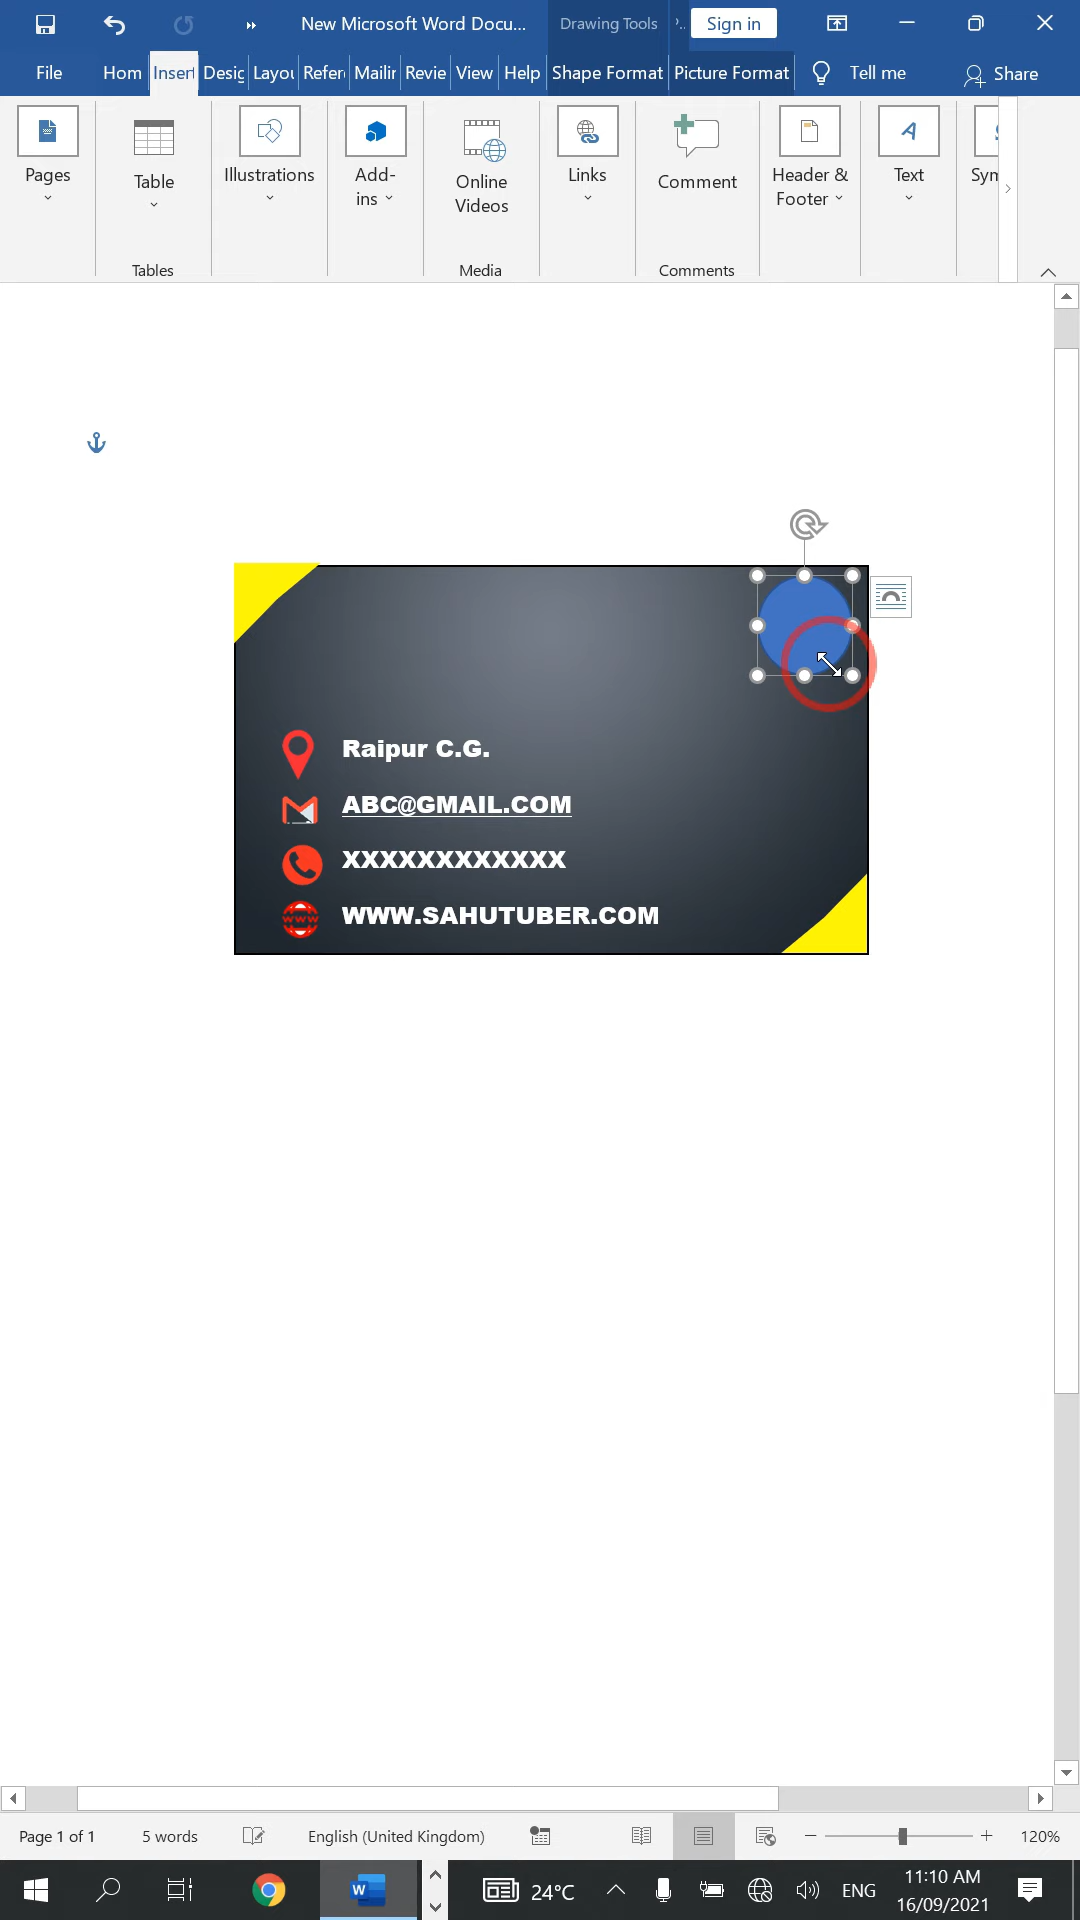 New Microsoft Word Docu...
Drawing Tools
Sign in
File
Hom
Insert
Desig
Layou
Refer
Mailin
Revie
View
Help
Shape Format
Picture Format
Tell me
Share
Pages
Table
Illustrations
Add-
ins
Online
Videos
Links
Comment
Header &
Footer
Text
Sym
Tables
Media
Comments
Raipur C.G.
ABC@GMAIL.COM
XXXXXXXXXXXX
WWW
WWW.SAHUTUBER.COM
Page 1 of 1
5 words
English (United Kingdom)
120%
W
24°C
ENG
11:10 AM
16/09/2021